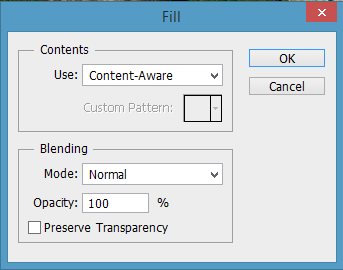 Fill
Contents
OK
Use: Content-Aware
Cancel
Custom Pattern:
Blending
Mode: Normal
Opacity: 100 %
Preserve Transparency